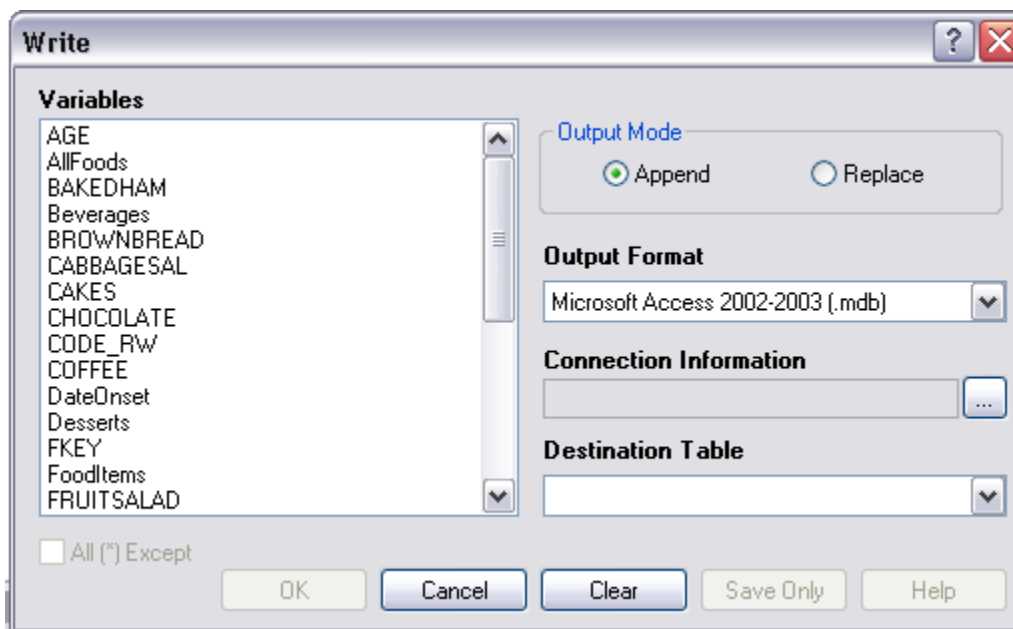 Write
?
Variables
AGE
AllFoods
BAKEDHAM
Beverages
BROWNBREAD
CABBAGESAL
CAKES
CHOCOLATE
CODE_RW
COFFEE
DateOnset
Desserts
FKEY
FoodItems
FRUITSALAD
All (*) Except
Output Mode
Append Replace
Output Format
Microsoft Access 2002-2003 (.mdb)
Connection Information
...
Destination Table
OK Cancel Clear Save Only Help